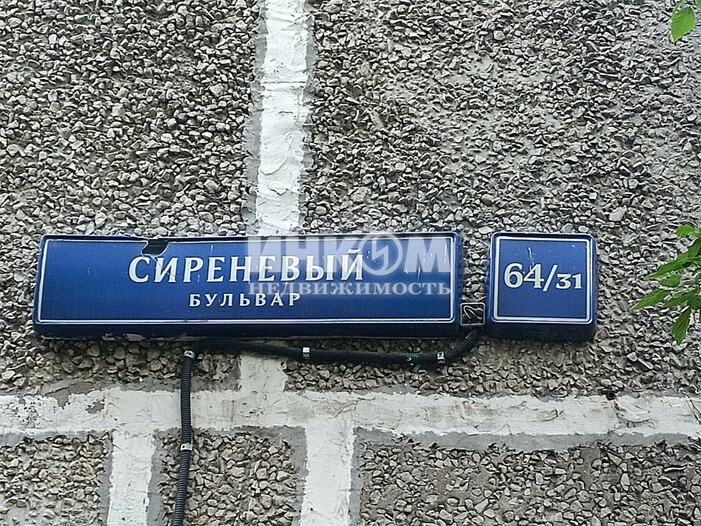 СИРЕНЕВЫЙ
БУЛЬВАР
64/31
ИНКОМ
НЕДВИЖИМОСТЬ